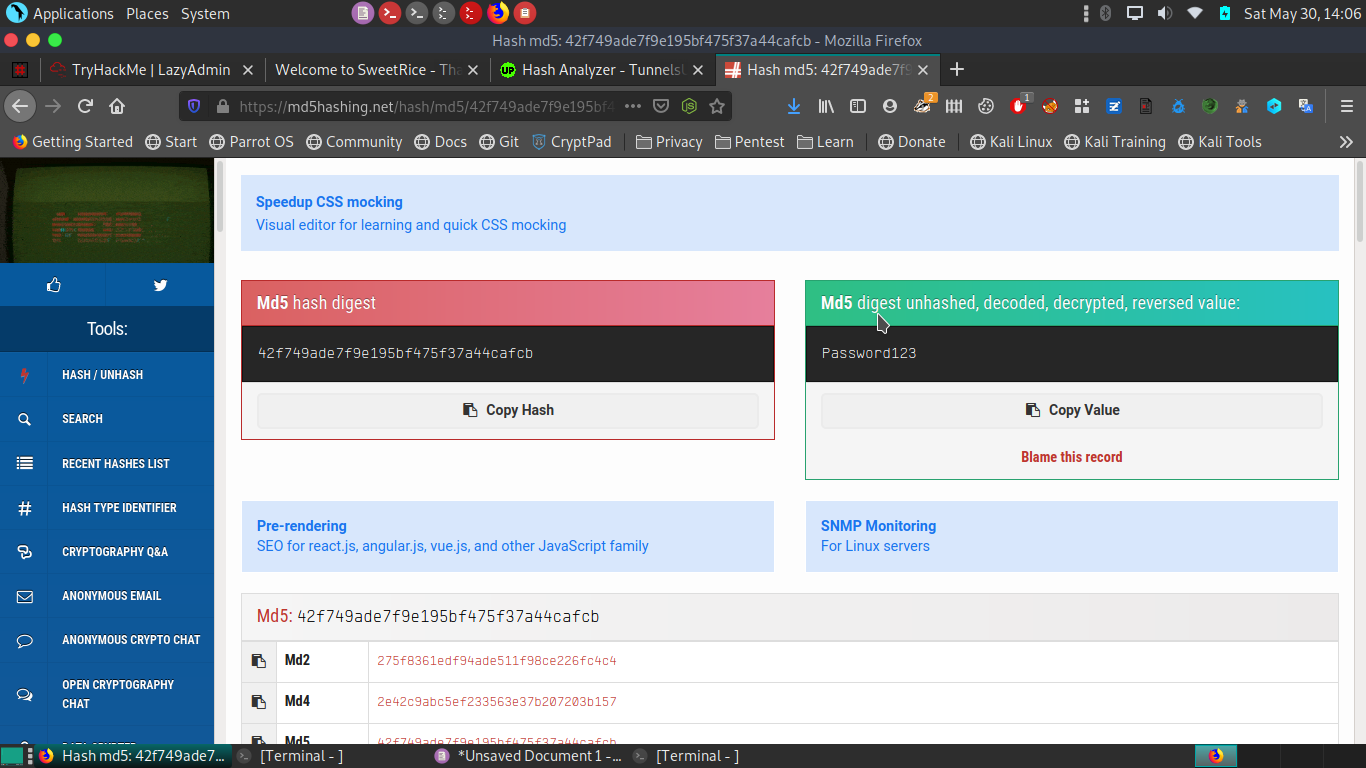 Applications Places System
Sat May 30, 14:06
Hash md5: 42f749ade7f9e195bf475f37a44cafcb - Mozilla Firefox
TryHackMe | LazyAdmin
Welcome to SweetRice - Tha
Hash Analyzer - TunnelsU
Hash md5: 42f749ade7f9
https://md5hashing.net/hash/md5/42f749ade7f9e195bf4
2
1
Getting Started Start Parrot OS Community Docs Git CryptPad Privacy Pentest Learn Donate Kali Linux Kali Training Kali Tools
Speedup CSS mocking
Visual editor for learning and quick CSS mocking
Md5 hash digest
42f749ade7f9e195bf475f37a44cafcb
Copy Hash
Md5 digest unhashed, decoded, decrypted, reversed value:
Password123
Copy Value
Blame this record
Tools:
HASH / UNHASH
SEARCH
RECENT HASHES LIST
HASH TYPE IDENTIFIER
CRYPTOGRAPHY Q&A
ANONYMOUS EMAIL
ANONYMOUS CRYPTO CHAT
OPEN CRYPTOGRAPHY
CHAT
Pre-rendering
SEO for react.js, angular.js, vue.js, and other JavaScript family
SNMP Monitoring
For Linux servers
Md5: 42f749ade7f9e195bf475f37a44cafcb
Md2 275f8361edf94ade511f98ce226fc4c4
Md4 2e42c9abc5ef233563e37b207203b157
Md5 42f749ade7f9e195bf475f37a44cafcb
Hash md5: 42f749ade7...
[Terminal - ]
*Unsaved Document 1 -...
[Terminal - ]